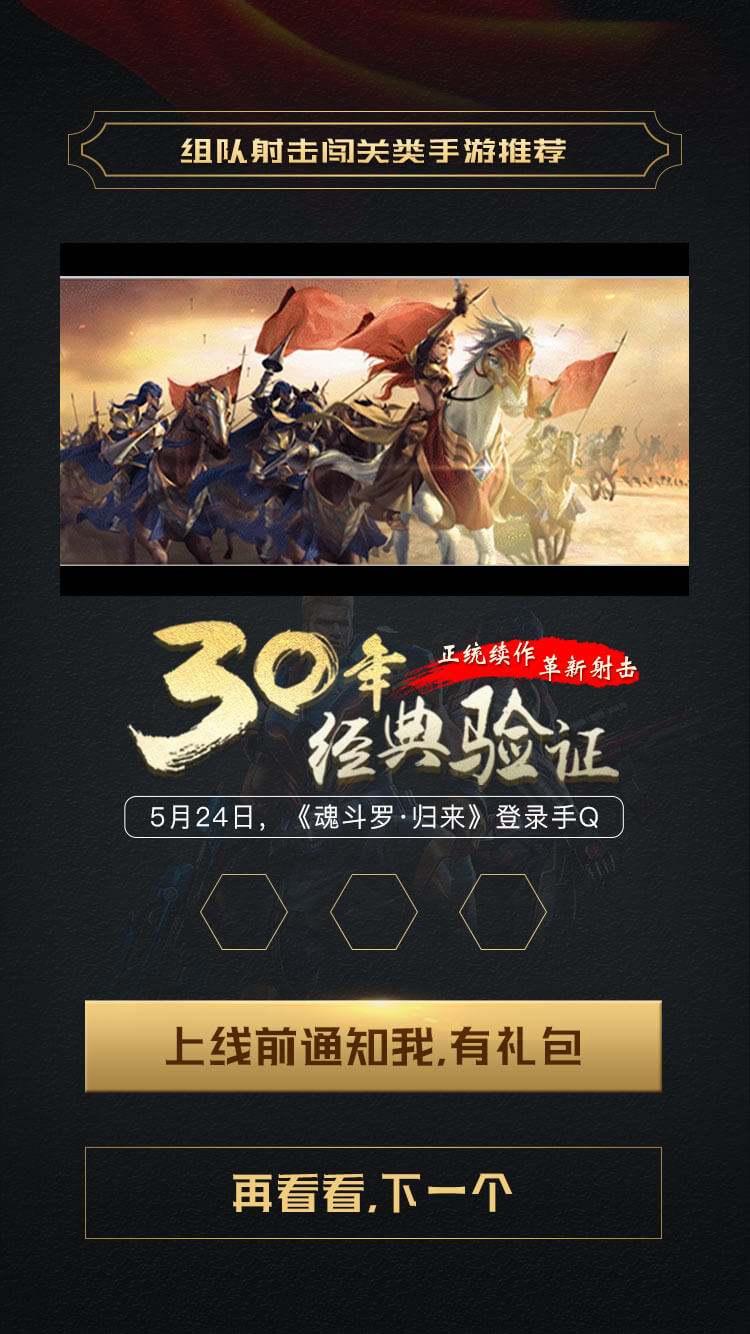 组队射击闯关类手游推荐
30年
正统续作 革新射击
经典验证
5月24日，《魂斗罗·归来》登录手Q
上线前通知我,有礼包
再看看,下一个